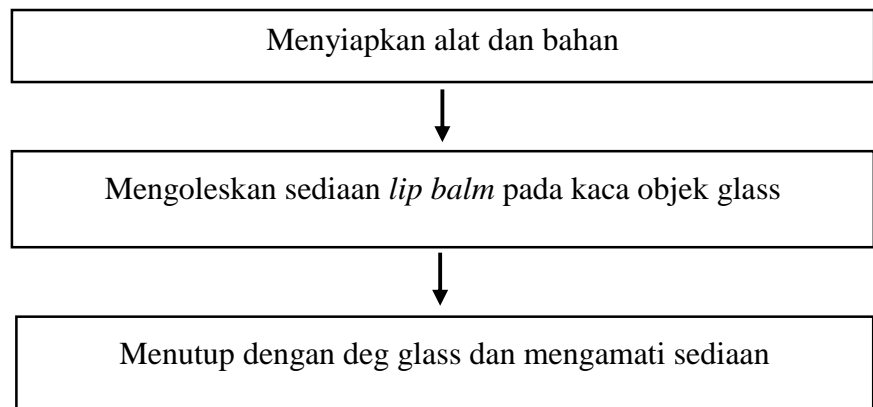 Menyiapkan alat dan bahan
Mengoleskan sediaan lip balm pada kaca objek glass
Menutup dengan deg glass dan mengamati sediaan